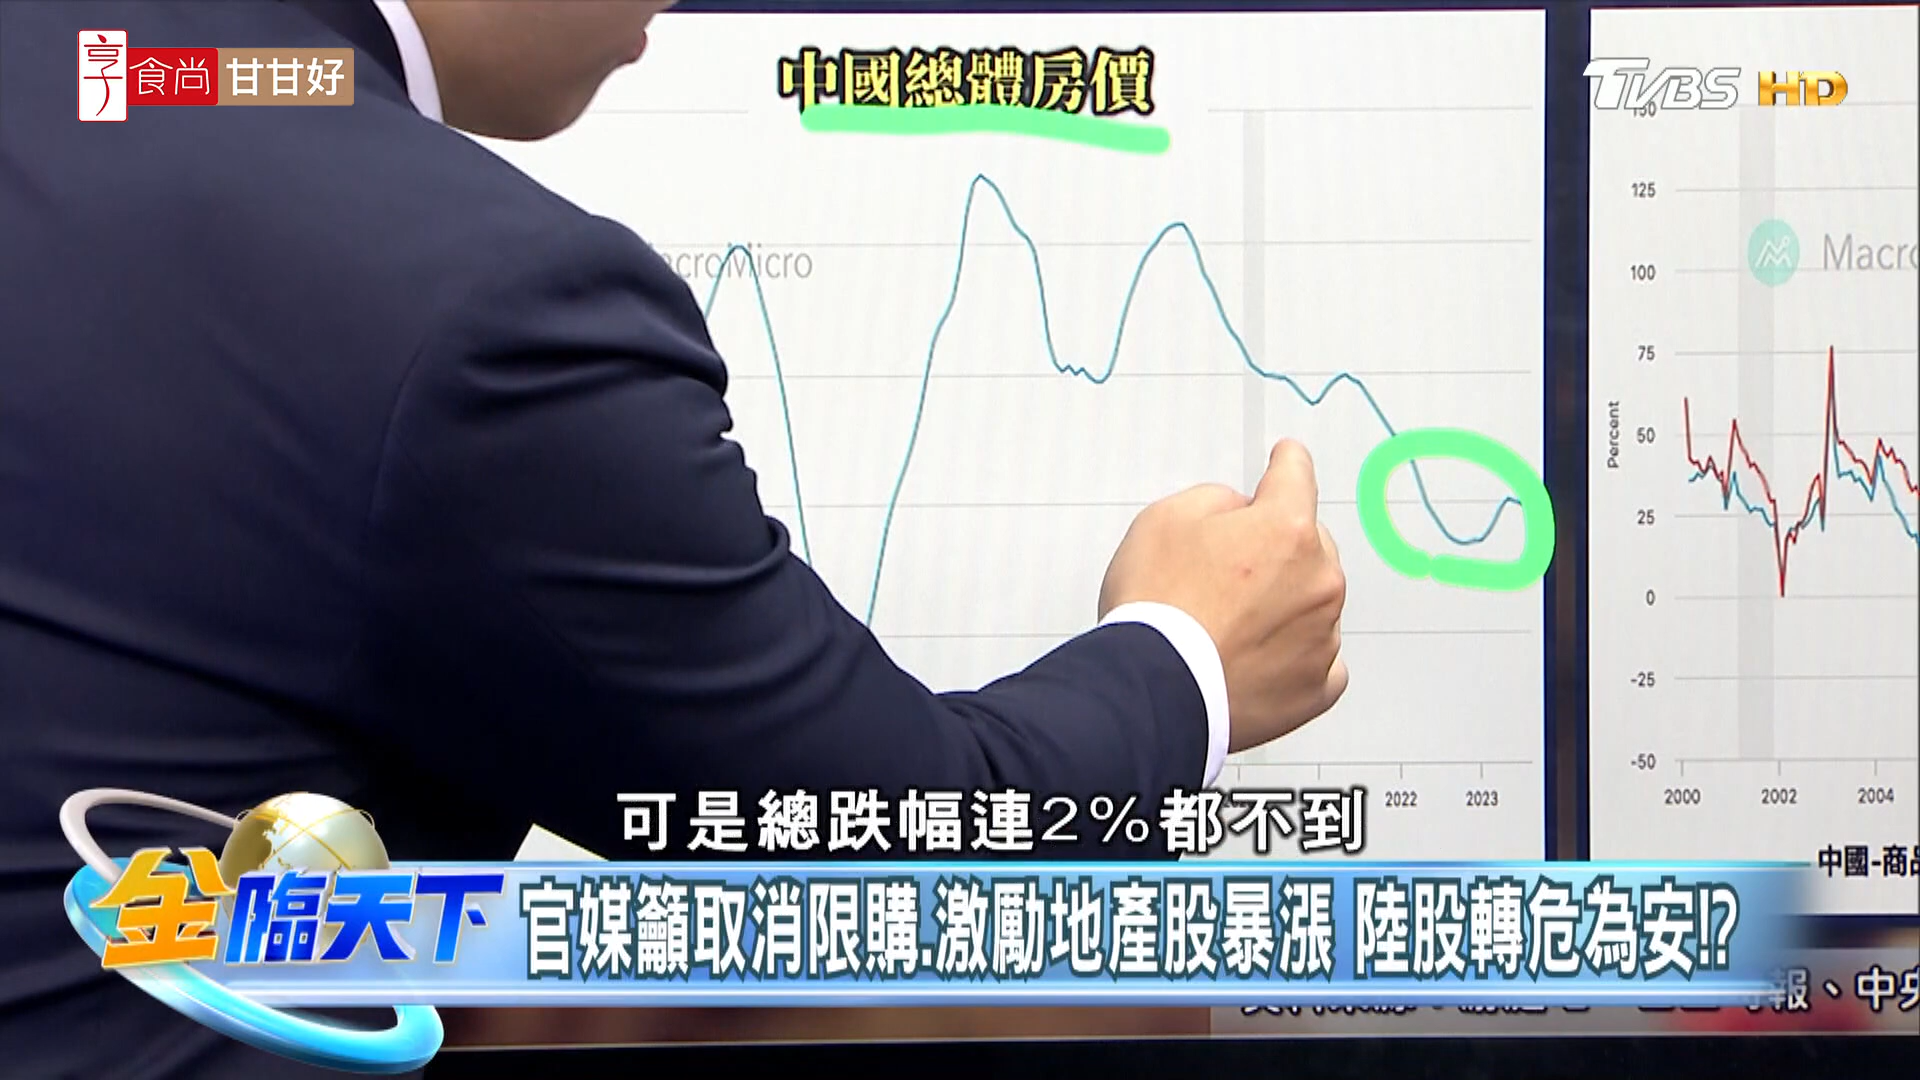 享
食尚
甘甘好
TVBS HD
中國總體房價
acroMicro
Macro
150
125
100
75
50
25
0
-25
-50
Percent
2022
2023
2000
2002
2004
中國-商品
可是總跌幅連2%都不到
金臨天下
官媒籲取消限購.激勵地產股暴漲 陸股轉危為安!?
報、中央